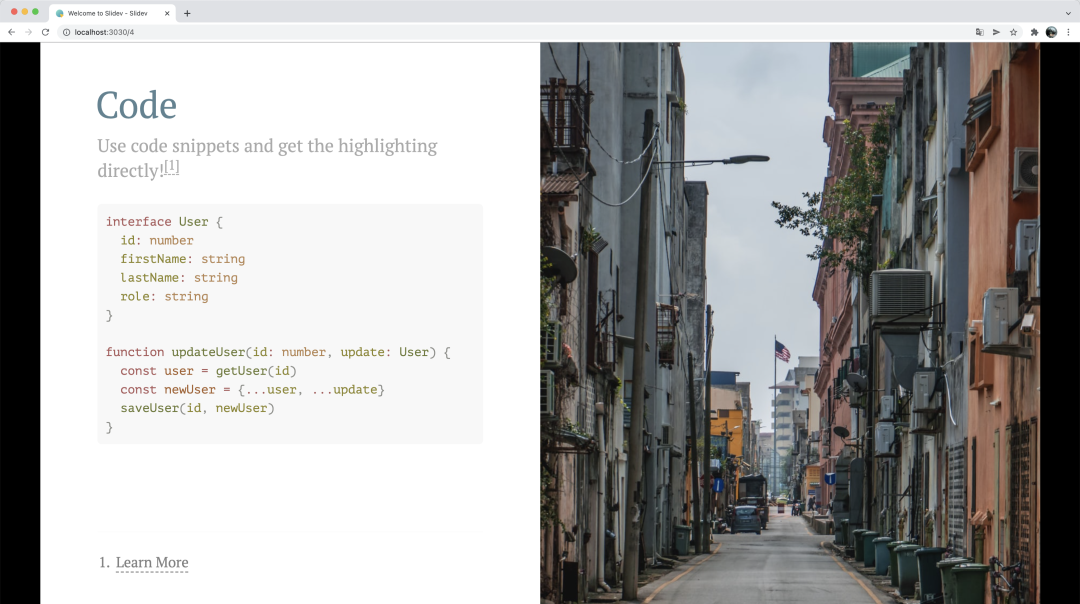 Welcome to Slidev - Slidev
localhost:3030/4
Code
Use code snippets and get the highlighting
directly![1]
interface User {
  id: number
  firstName: string
  lastName: string
  role: string
}
function updateUser(id: number, update: User) {
  const user = getUser(id)
  const newUser = {...user, ...update}
  saveUser(id, newUser)
}
1. Learn More